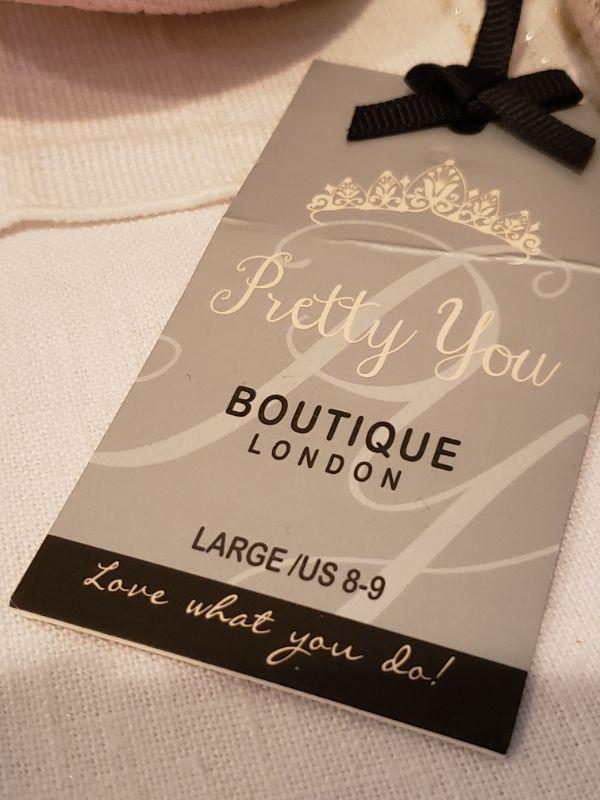 Pretty You
BOUTIQUE
LONDON
LARGE/US 8-9
Love what you do!